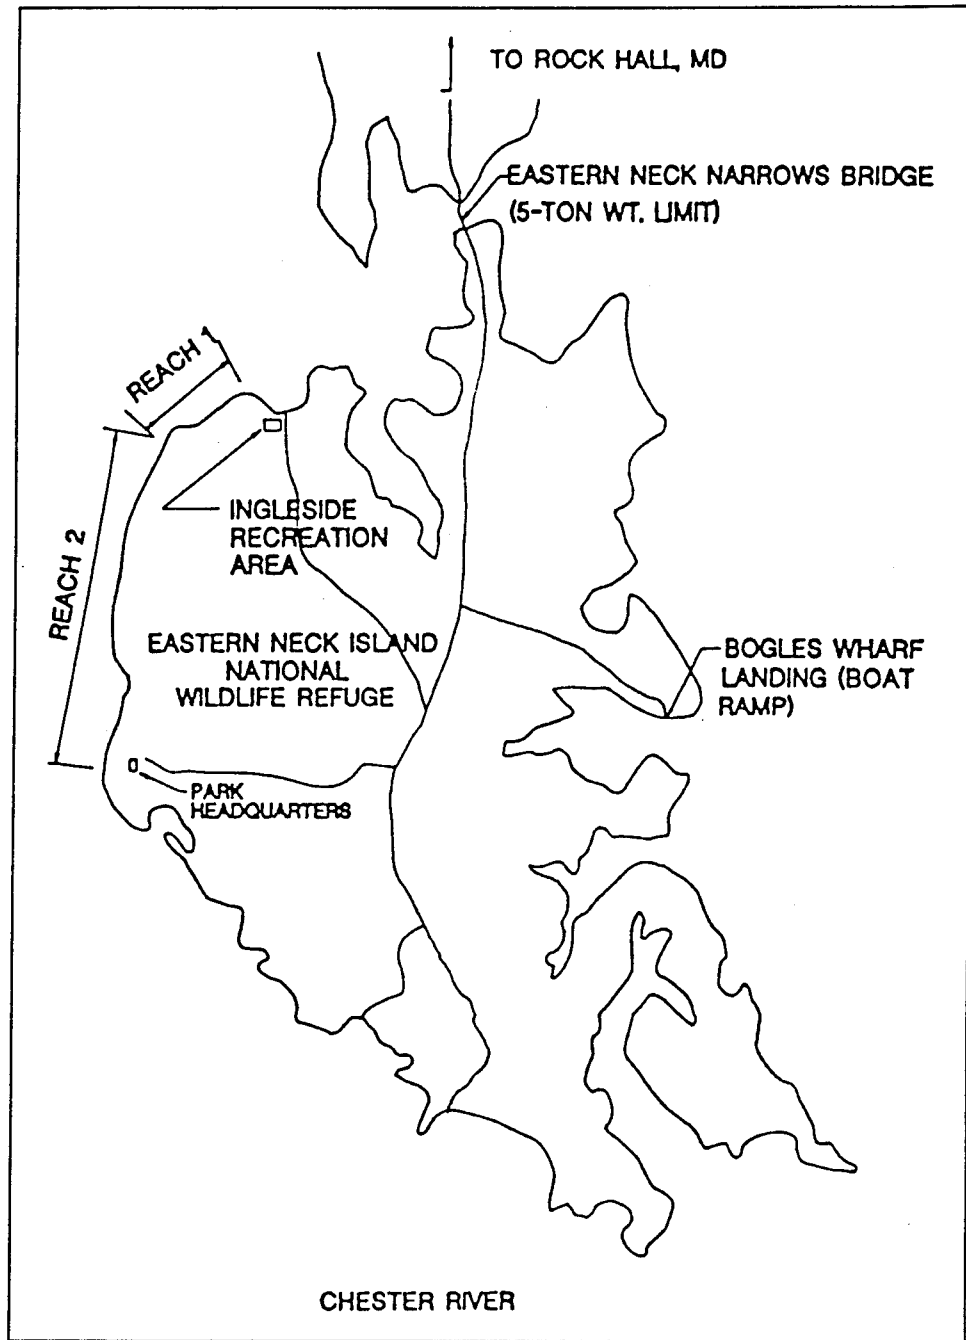 TO ROCK HALL, MD
EASTERN NECK NARROWS BRIDGE
(5-TON WT. LIMIT)
REACH 1
REACH 2
INGLESIDE
RECREATION
AREA
EASTERN NECK ISLAND
NATIONAL
WILDLIFE REFUGE
BOGLES WHARF
LANDING (BOAT
RAMP)
PARK
HEADQUARTERS
CHESTER RIVER